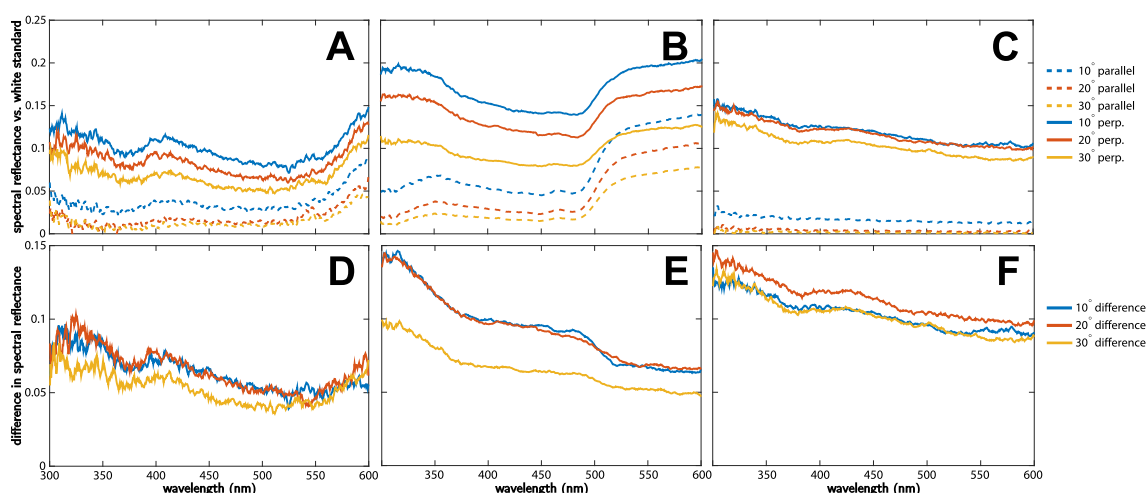 spectral reflectance vs. white standard
0.25
0.2
0.15
0.1
0.05
0
A
B
C
10° parallel
20° parallel
30° parallel
10° perp.
20° perp.
30° perp.
difference in spectral reflectance
0.15
0.1
0.05
0
D
E
F
10° difference
20° difference
30° difference
300 350 400 450 500 550 600
350 400 450 500 550 600
350 400 450 500 550 600
wavelength (nm)
wavelength (nm)
wavelength (nm)